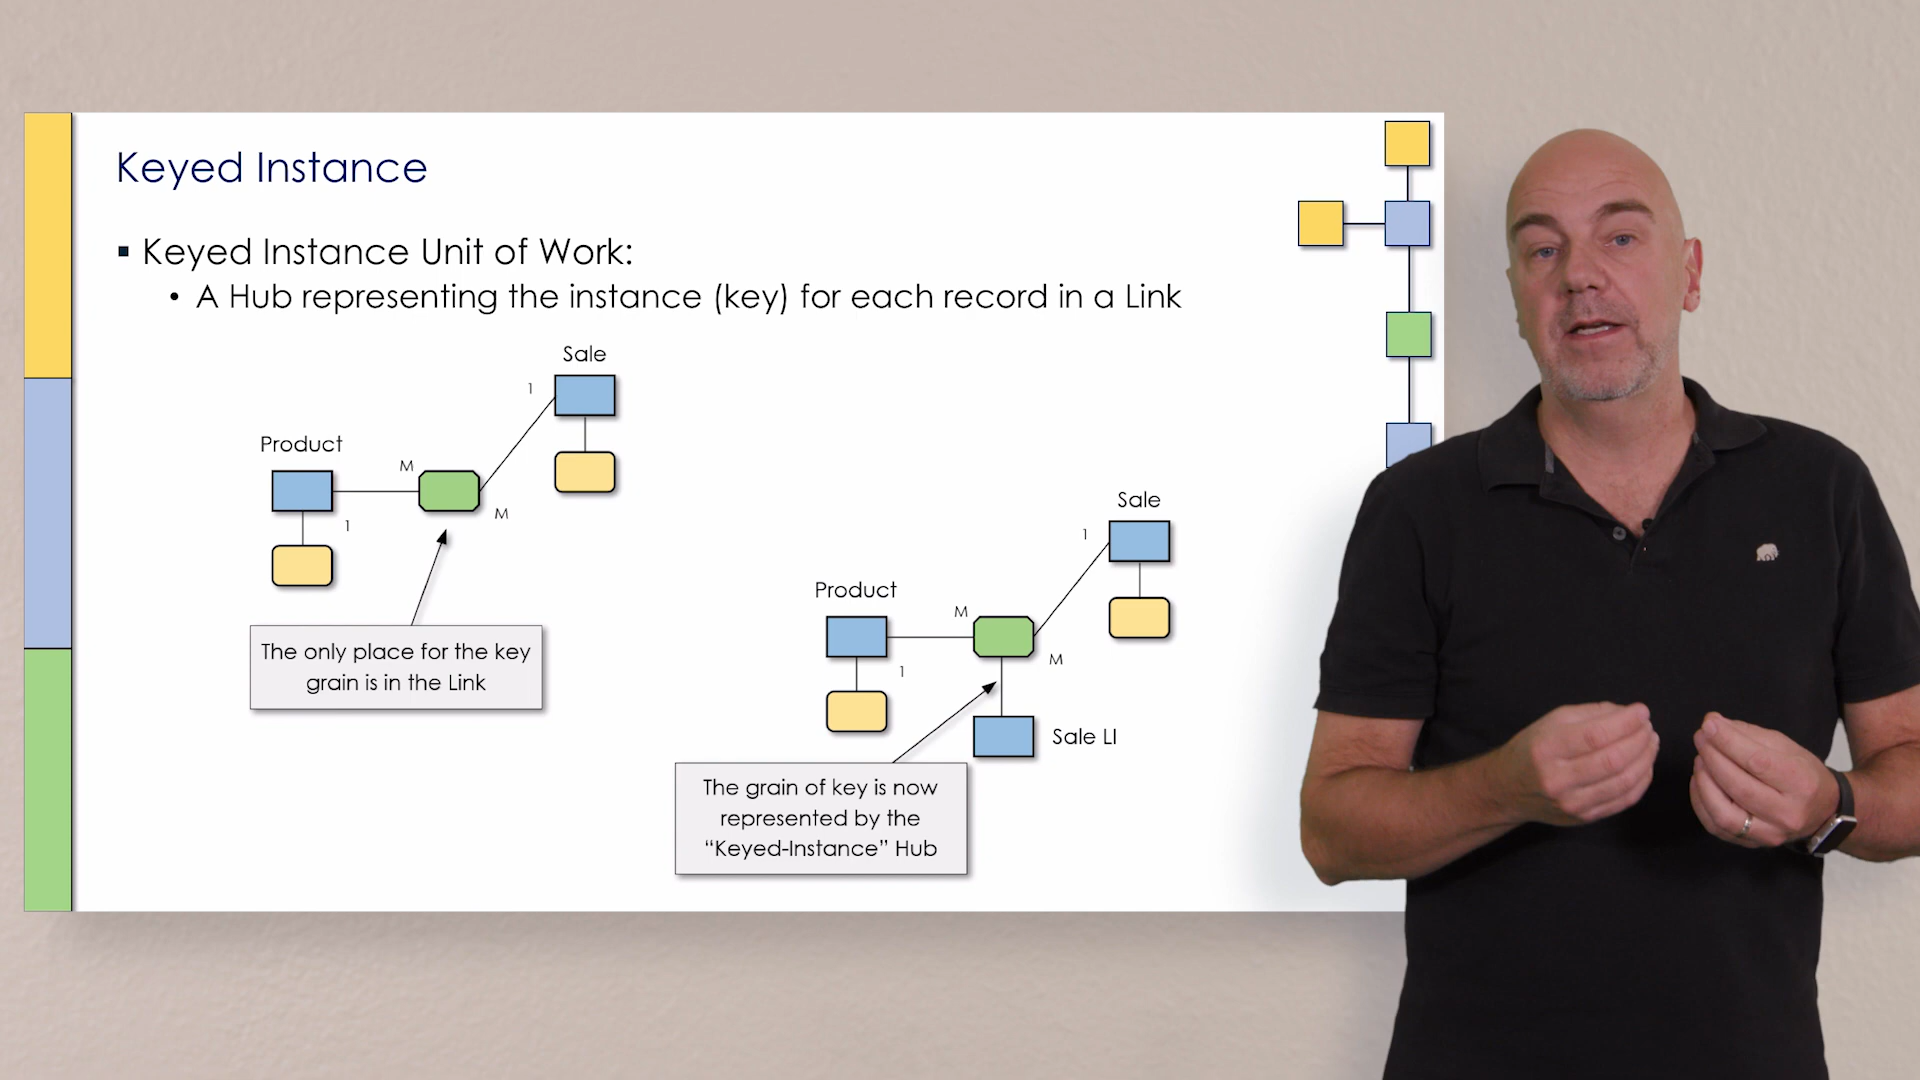 Keyed Instance
▪ Keyed Instance Unit of Work:
• A Hub representing the instance (key) for each record in a Link
Sale
1
Product
M
M
1
The only place for the key
grain is in the Link
Sale
1
Product
M
M
1
Sale LI
The grain of key is now
represented by the
“Keyed-Instance” Hub